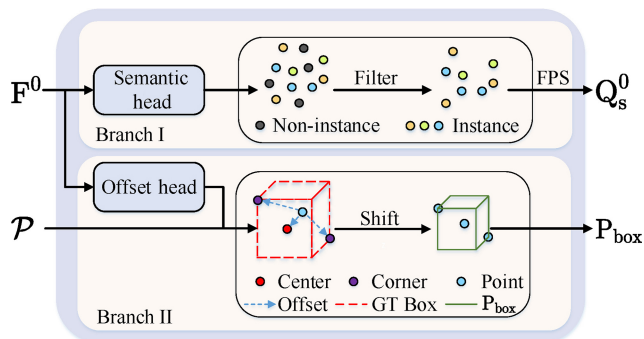 F⁰
Semantic head
Filter
FPS
Qₛ⁰
Non-instance
Instance
Branch I
Offset head
𝒫
Shift
P_box
Center
Corner
Point
Offset
GT Box
P_box
Branch II